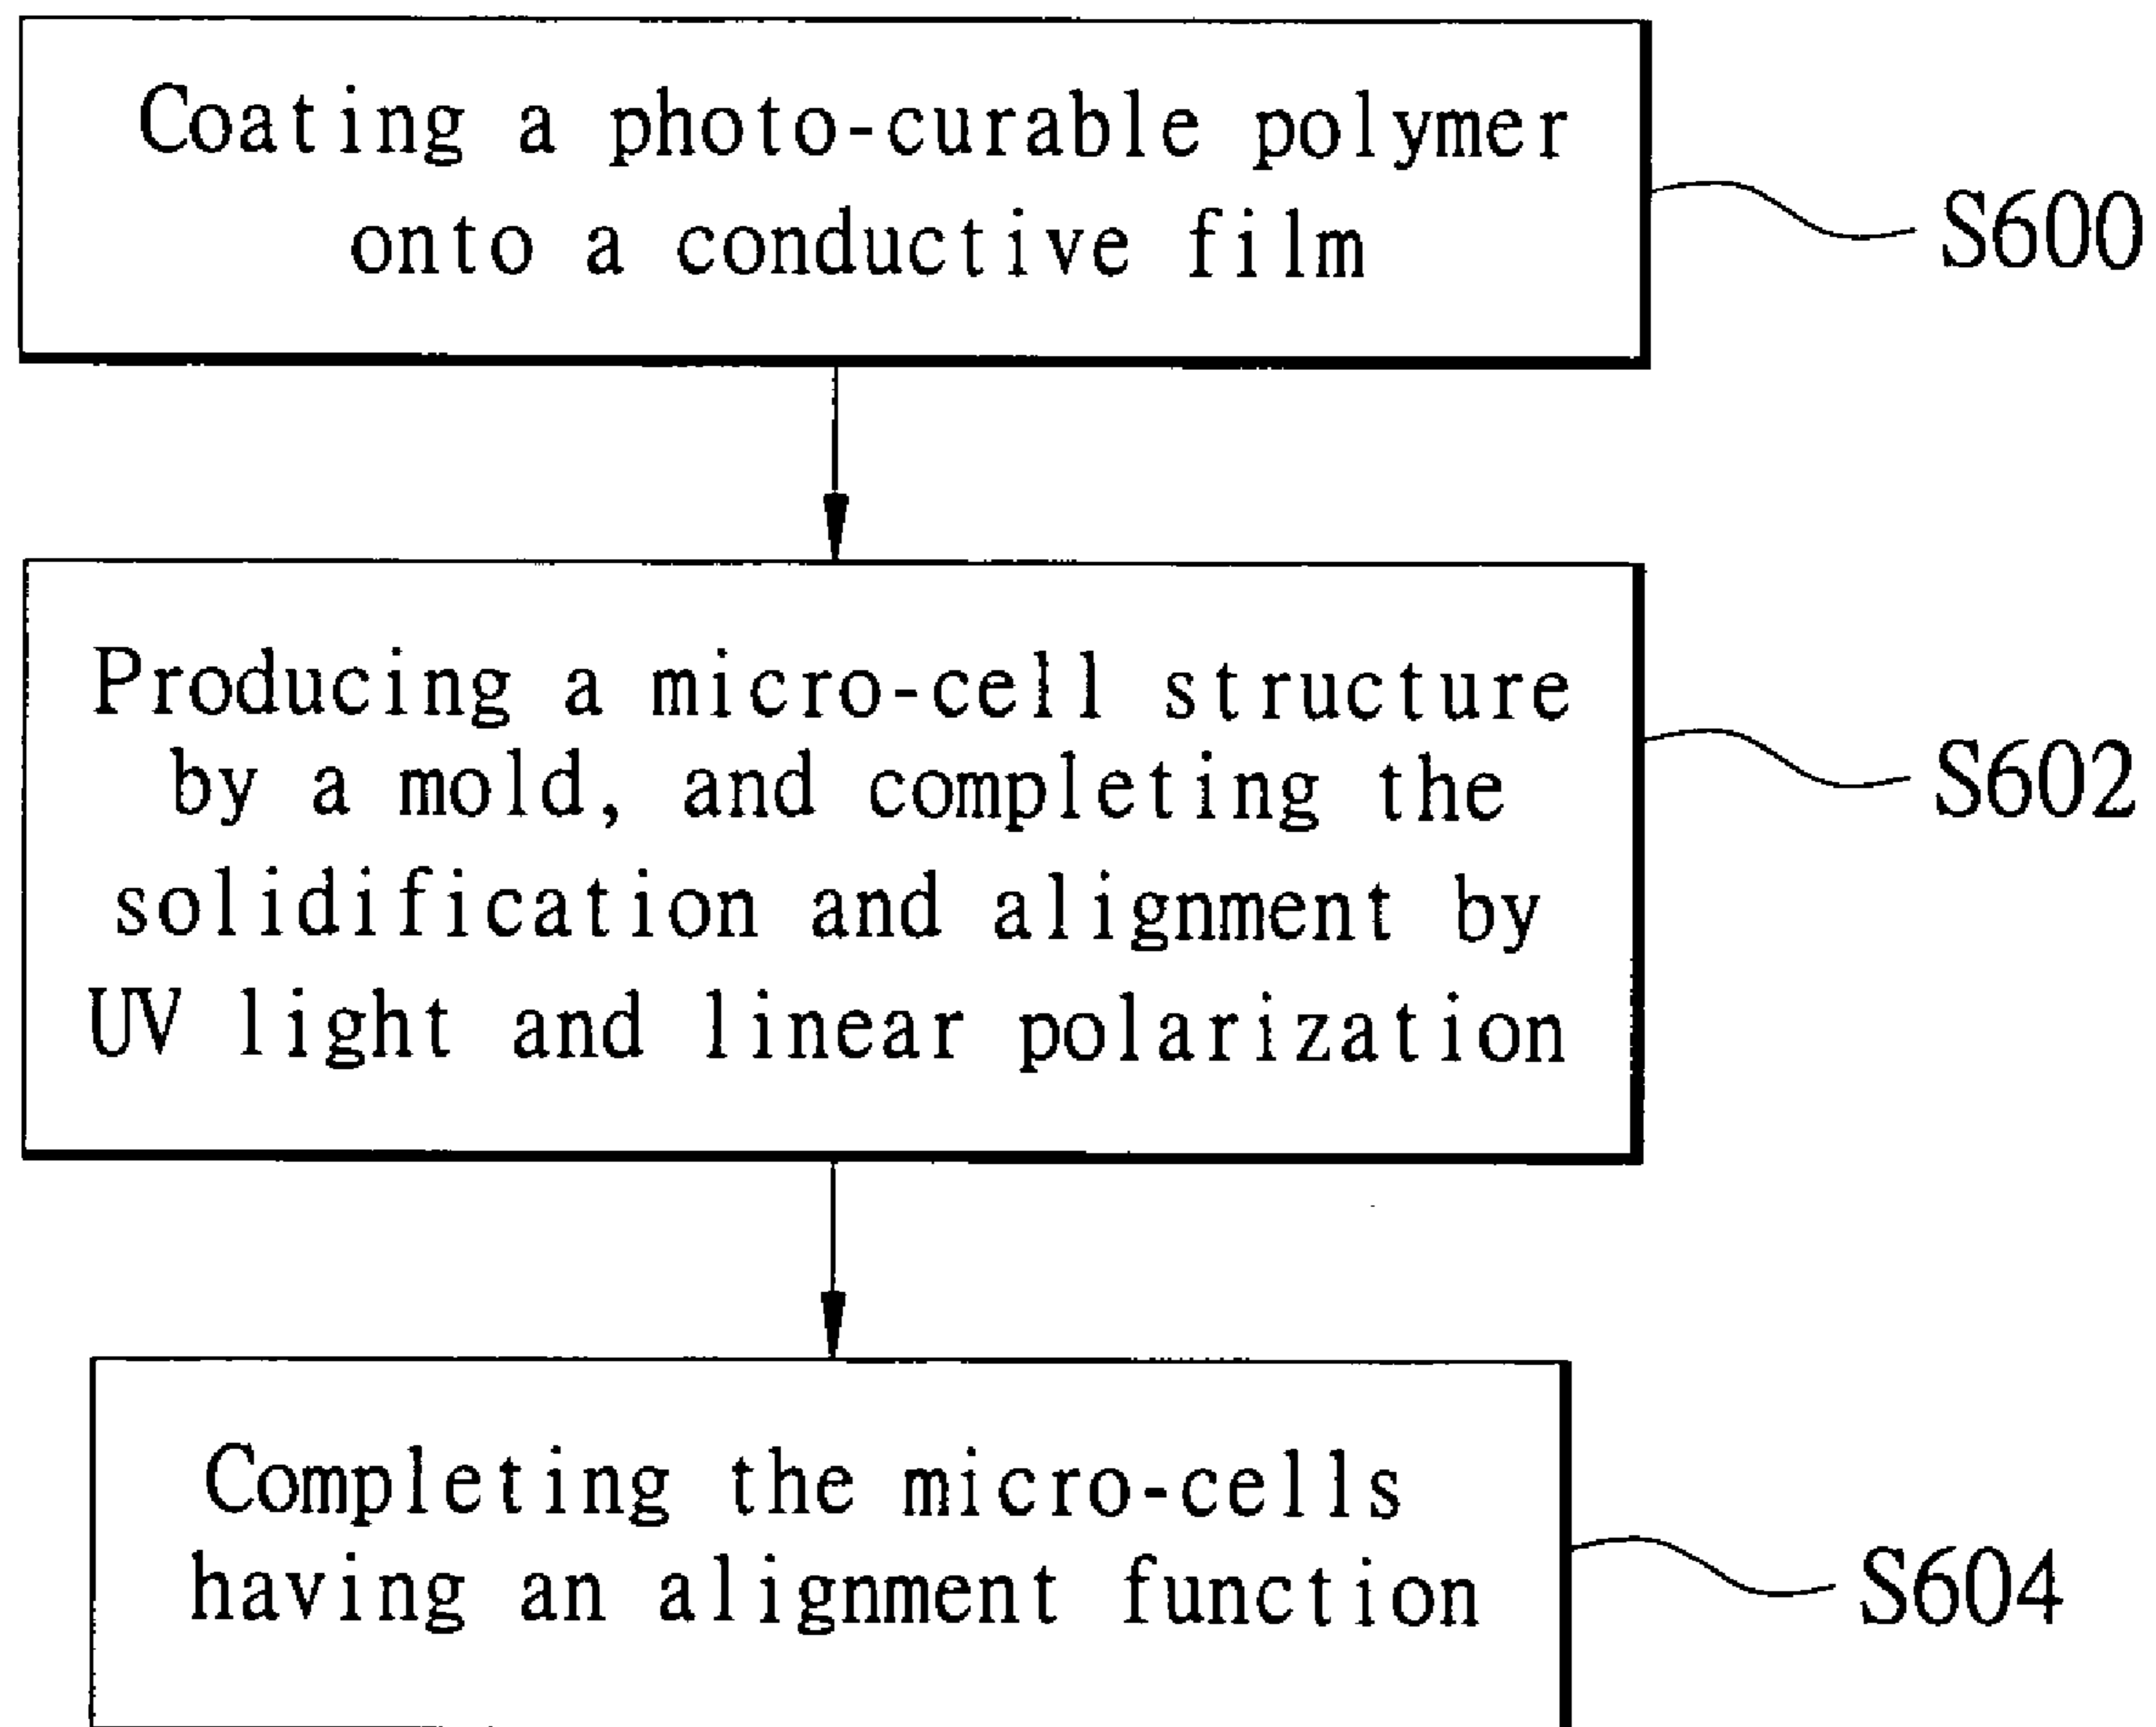 Coating a photo-curable polymer
onto a conductive film
S600
Producing a micro-cell structure
by a mold, and completing the
solidification and alignment by
UV light and linear polarization
S602
Completing the micro-cells
having an alignment function
S604